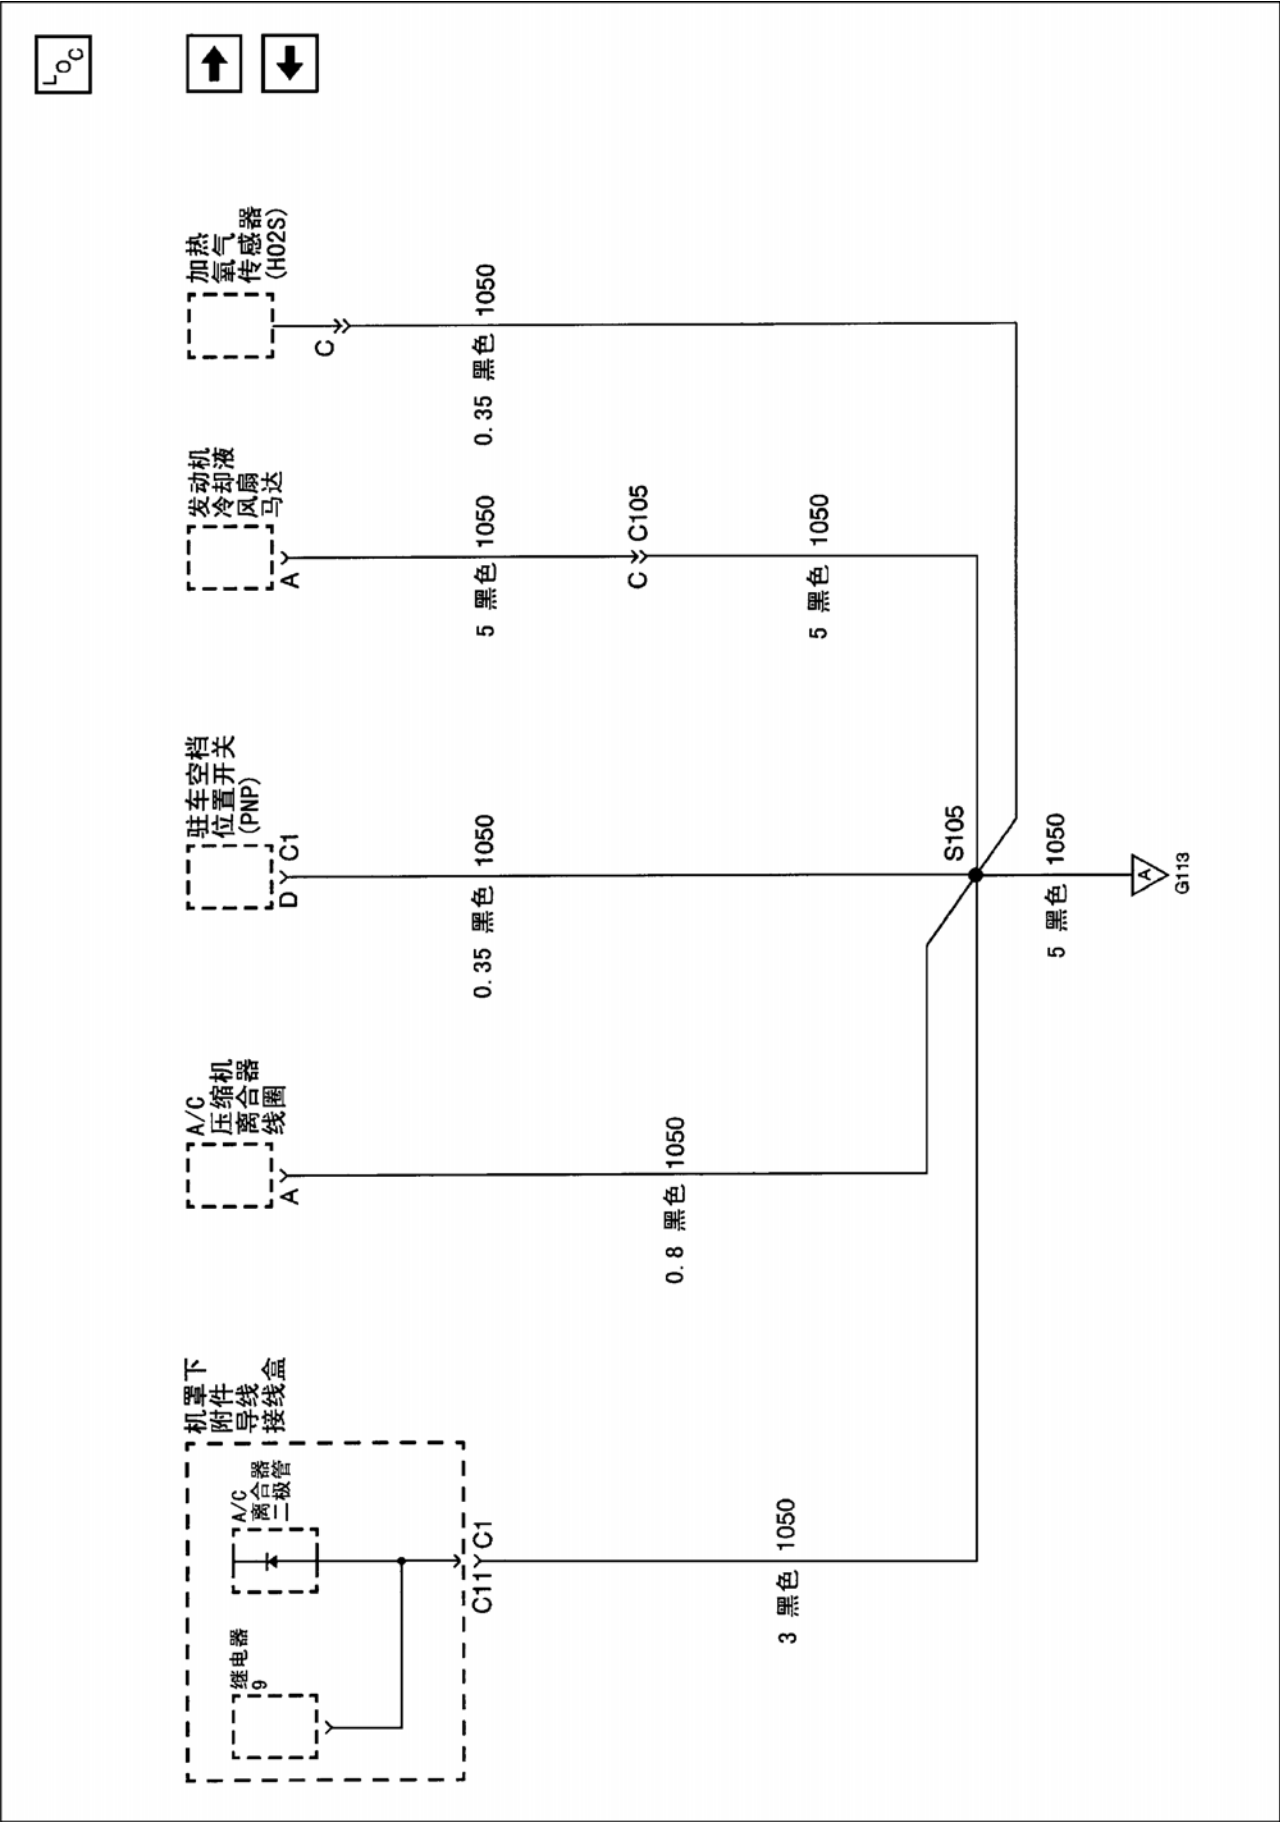 LOC
机罩下
附件
导线
接线盒
继电器
9
A/C
离合器
二极管
C11
C1
3 黑色
1050
A/C
压缩机
离合器
线圈
A
0.8 黑色
1050
驻车空档
位置开关
(PNP)
D
C1
0.35 黑色
1050
发动机
冷却液
风扇
马达
A
5 黑色
1050
C
C105
5 黑色
1050
加热
氧气
传感器
(HO2S)
C
0.35 黑色
1050
S105
5 黑色
1050
A
G113